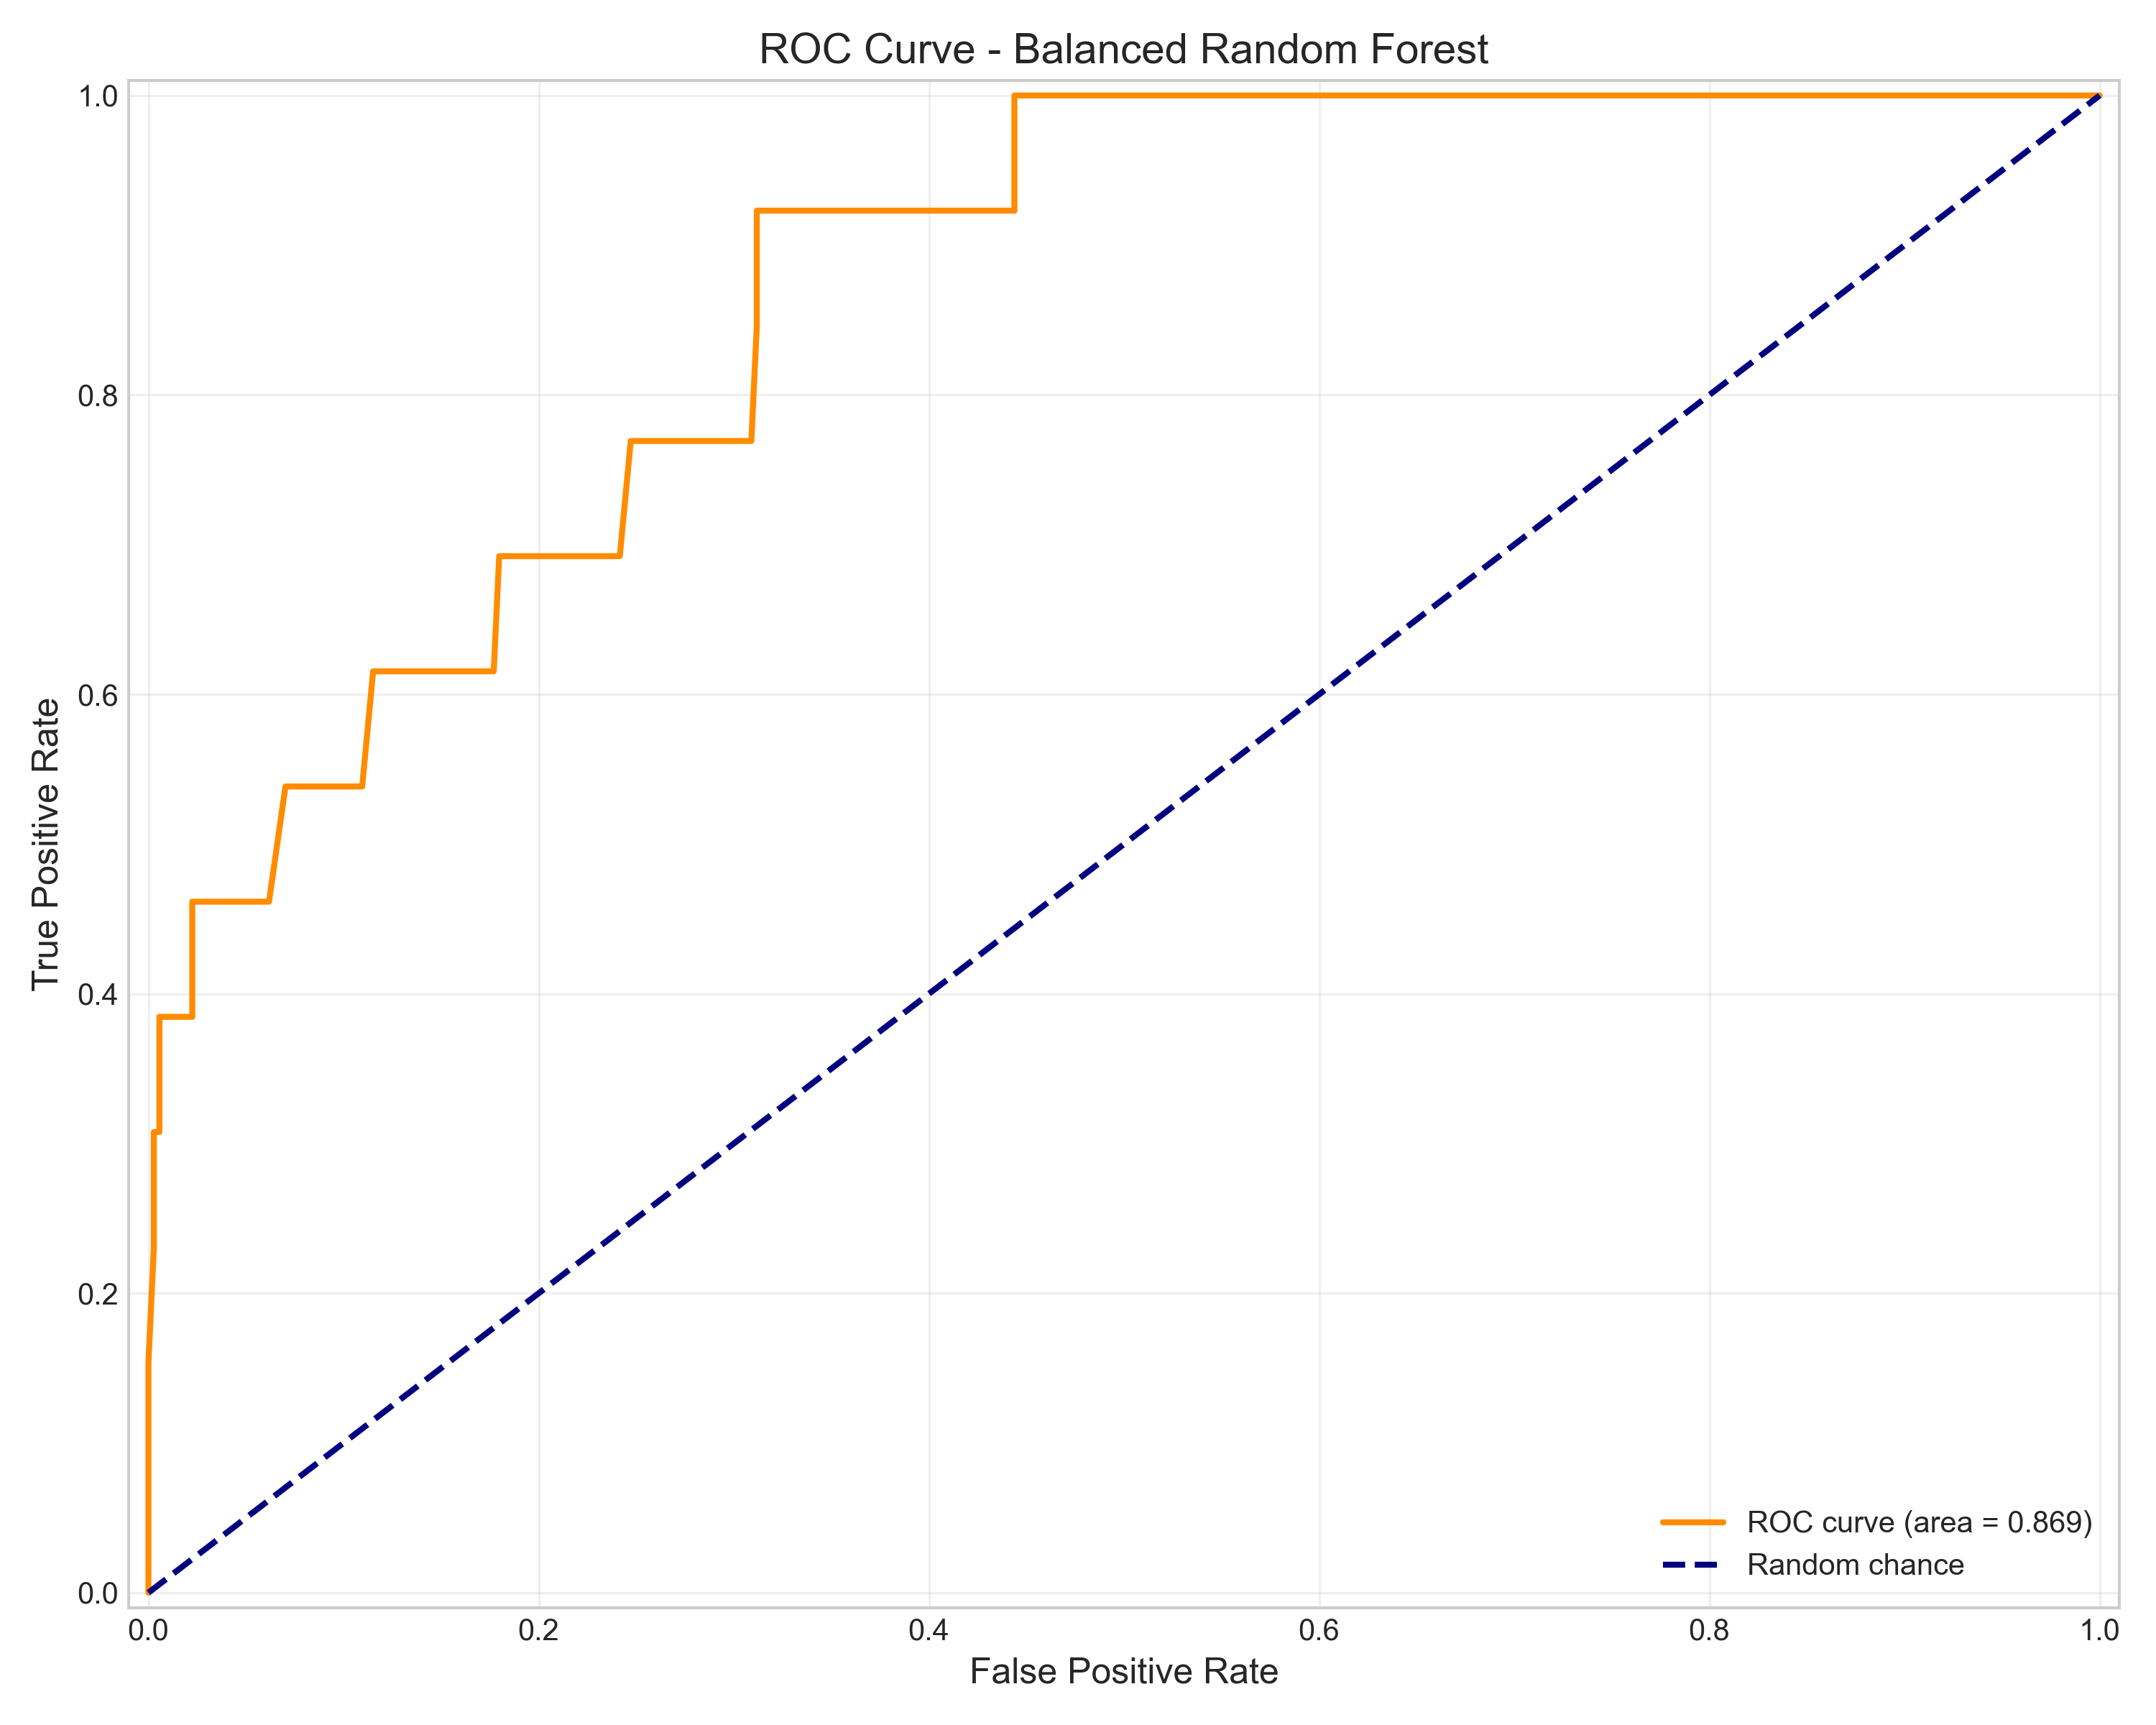 ROC Curve - Balanced Random Forest
1.0
0.8
0.6
0.4
0.2
0.0
True Positive Rate
0.0 0.2 0.4 0.6 0.8 1.0
False Positive Rate
ROC curve (area = 0.869)
Random chance